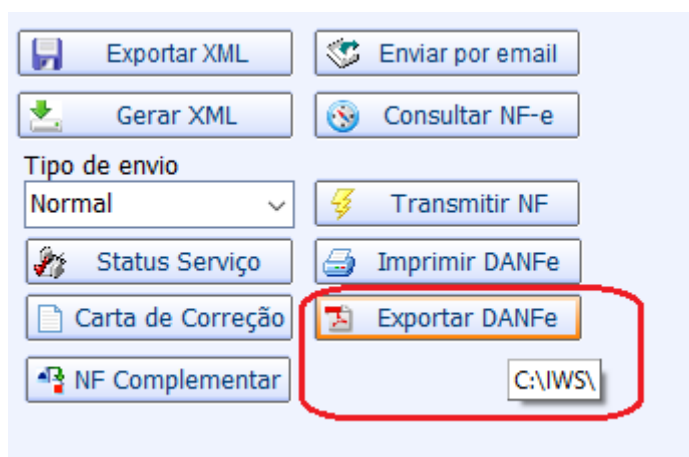 Exportar XML
Enviar por email
Gerar XML
Consultar NF-e
Tipo de envio
Normal
Transmitir NF
Status Serviço
Imprimir DANFe
Carta de Correção
Exportar DANFe
NF Complementar
C:\IWS\